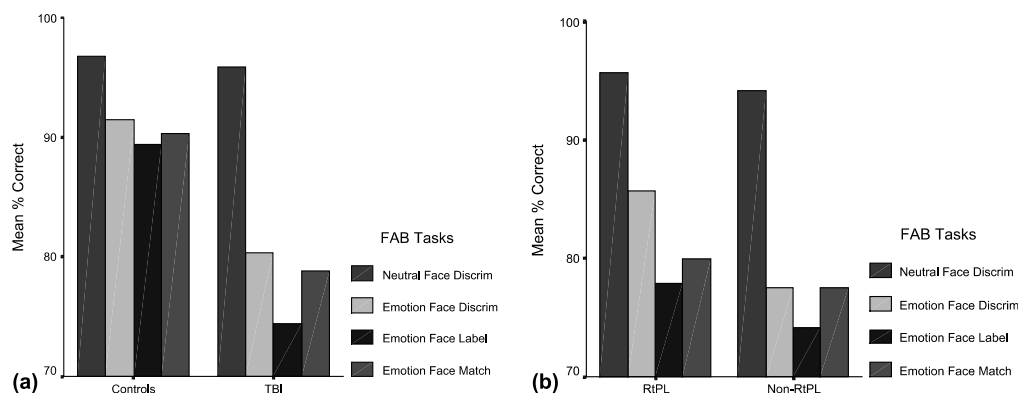 100
90
80
70
Mean % Correct
Controls
TBI
FAB Tasks
Neutral Face Discrim
Emotion Face Discrim
Emotion Face Label
Emotion Face Match
(a)
100
90
80
70
Mean % Correct
RtPL
Non-RtPL
FAB Tasks
Neutral Face Discrim
Emotion Face Discrim
Emotion Face Label
Emotion Face Match
(b)